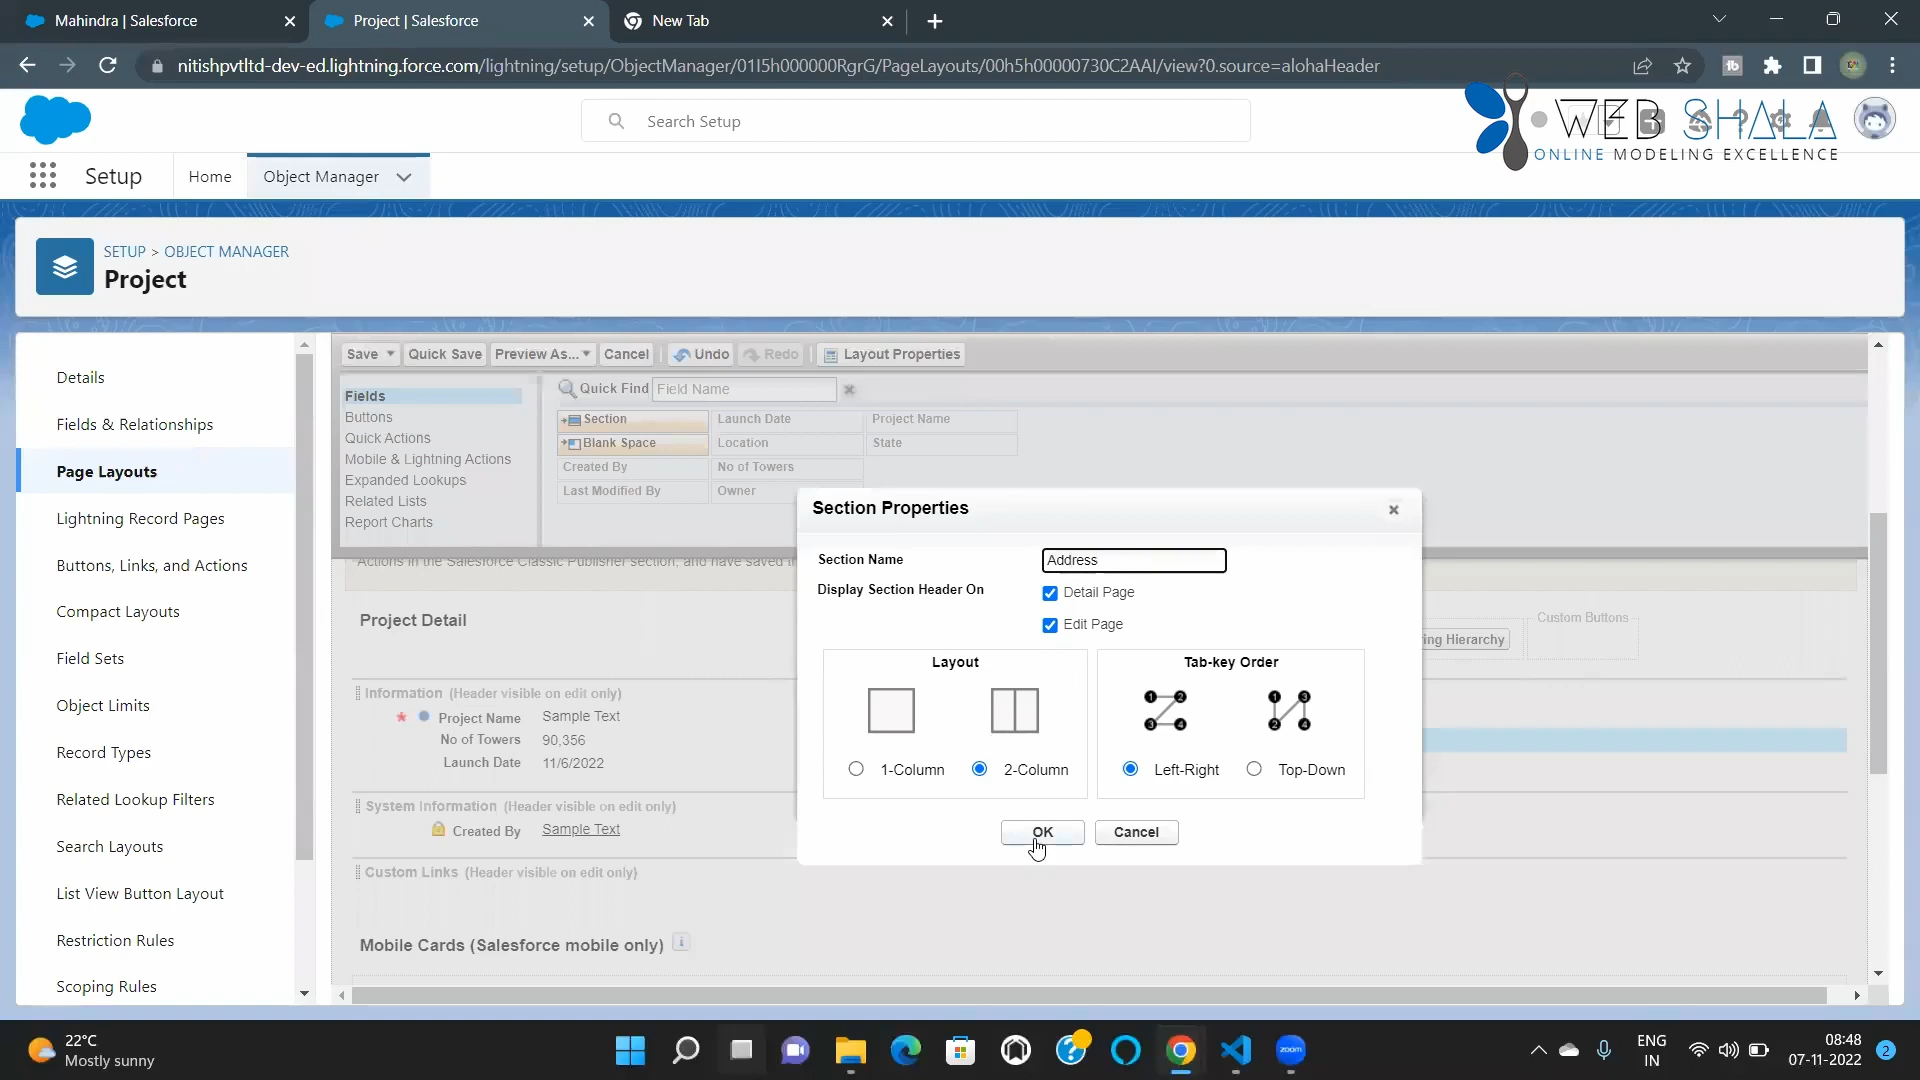 Mahindra | Salesforce
Project | Salesforce
New Tab
nitishpvtltd-dev-ed.lightning.force.com/lightning/setup/ObjectManager/01I5h000000RgrG/PageLayouts/00h5h00000730C2AAI/view?0.source=alohaHeader
Search Setup
WEB SHALA
ONLINE MODELING EXCELLENCE
Setup
Home
Object Manager
SETUP > OBJECT MANAGER
Project
Details
Fields & Relationships
Page Layouts
Lightning Record Pages
Buttons, Links, and Actions
Compact Layouts
Field Sets
Object Limits
Record Types
Related Lookup Filters
Search Layouts
List View Button Layout
Restriction Rules
Scoping Rules
Save Quick Save Preview As... Cancel Undo Redo Layout Properties
Fields
Buttons
Quick Actions
Mobile & Lightning Actions
Expanded Lookups
Related Lists
Report Charts
Quick Find Field Name
Section Launch Date Project Name
Blank Space Location State
Created By No of Towers
Last Modified By Owner
Actions in the Salesforce Classic Publisher section, and have saved
Project Detail
Custom Buttons
ing Hierarchy
Information (Header visible on edit only)
Project Name Sample Text
No of Towers 90,356
Launch Date 11/6/2022
System Information (Header visible on edit only)
Created By Sample Text
Custom Links (Header visible on edit only)
Mobile Cards (Salesforce mobile only)
Section Properties
Section Name Address
Display Section Header On
Detail Page
Edit Page
Layout
1-Column 2-Column
Tab-key Order
1 2 3 4
1 3 2 4
Left-Right Top-Down
OK Cancel
22°C
Mostly sunny
zoom
ENG
IN
08:48
07-11-2022
2